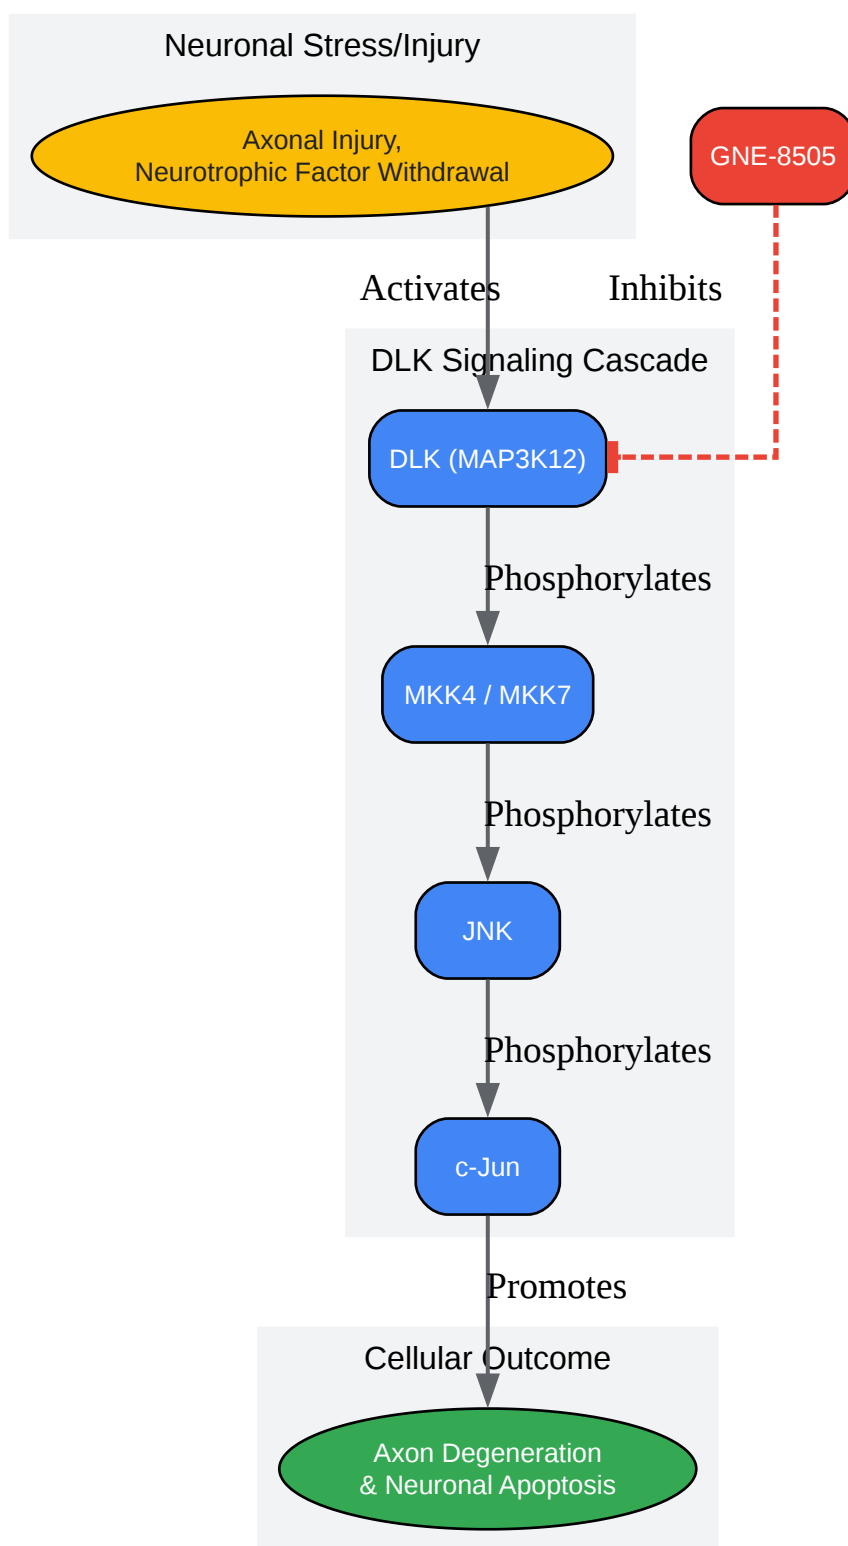 Neuronal Stress/Injury
Axonal Injury,
Neurotrophic Factor Withdrawal
GNE-8505
Activates
Inhibits
DLK Signaling Cascade
DLK (MAP3K12)
Phosphorylates
MKK4 / MKK7
Phosphorylates
JNK
Phosphorylates
c-Jun
Promotes
Cellular Outcome
Axon Degeneration
& Neuronal Apoptosis